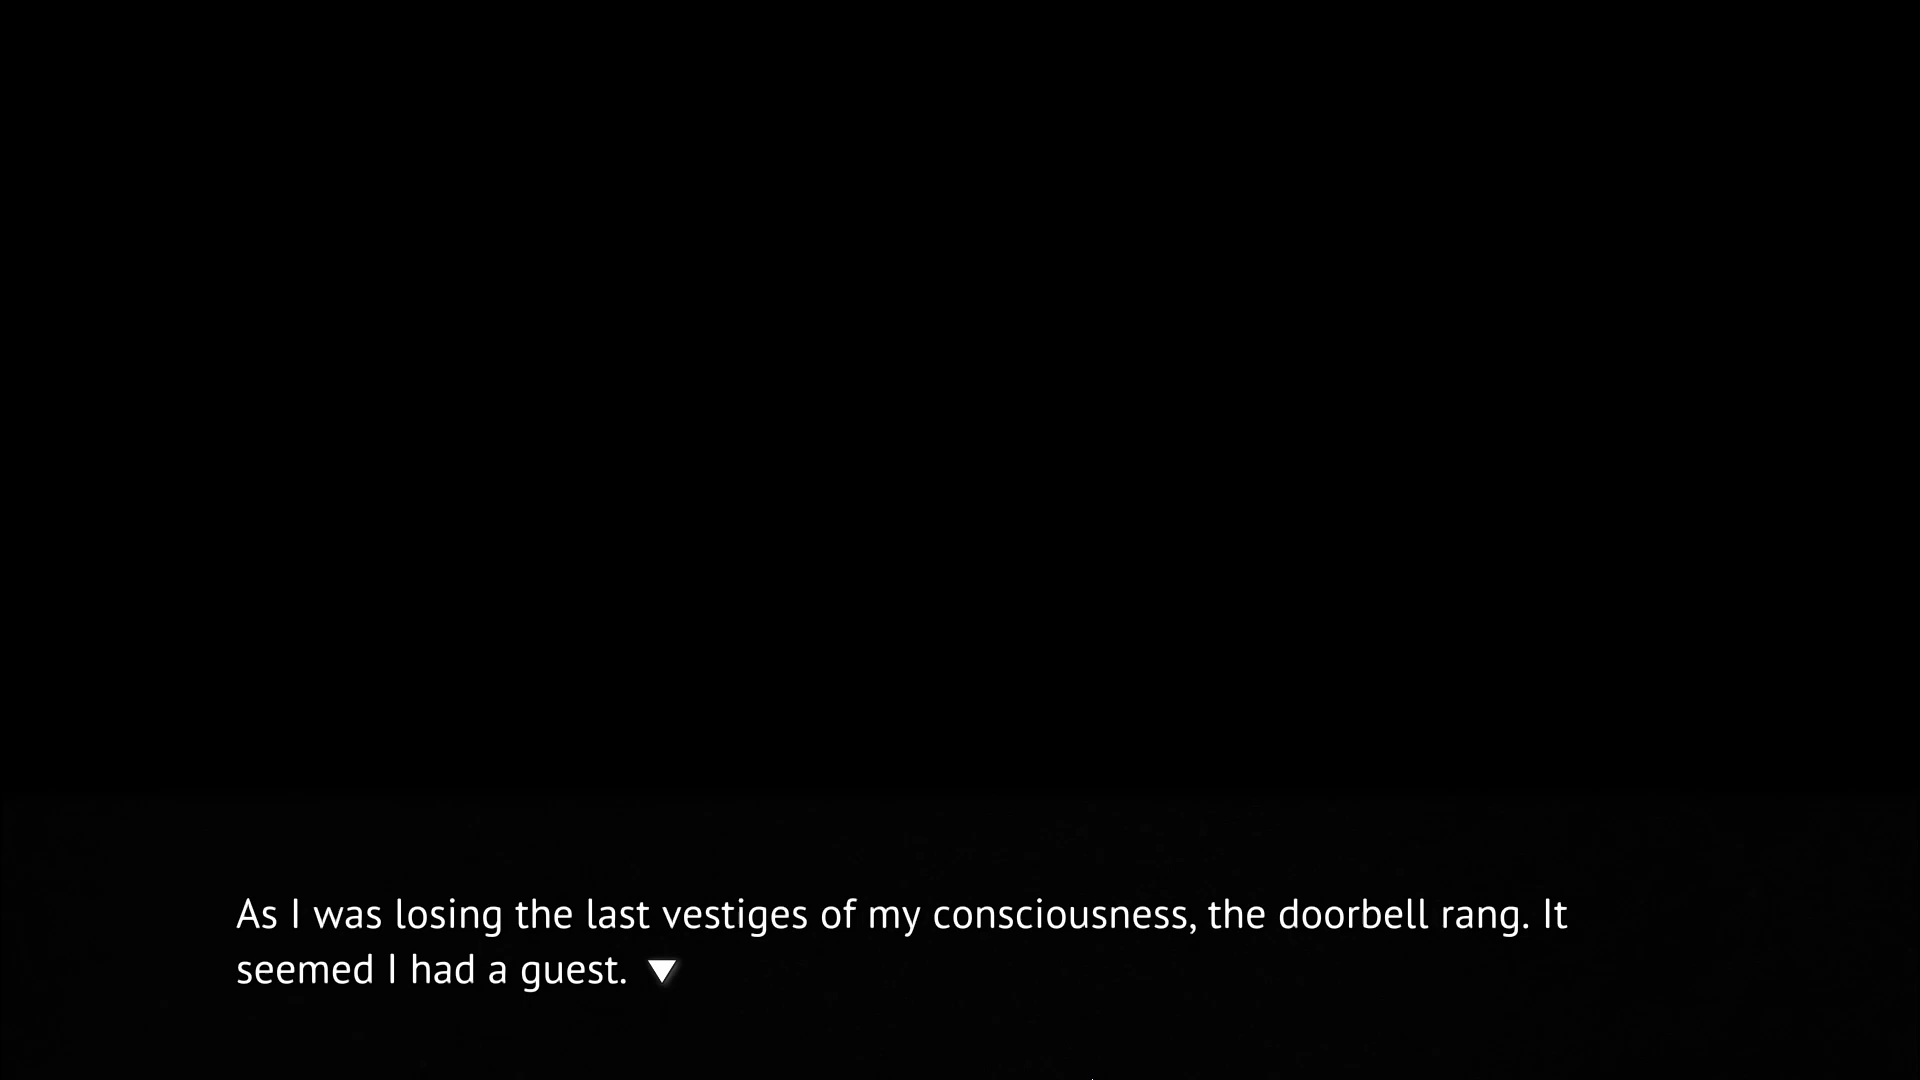 As I was losing the last vestiges of my consciousness, the doorbell rang. It
seemed I had a guest.